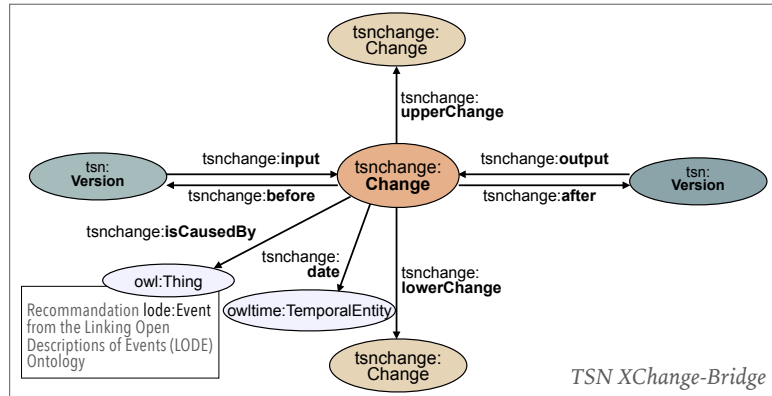 tsnchange:
Change
tsnchange:
upperChange
tsn:
Version
tsnchange:input
tsnchange:before
tsnchange:
Change
tsnchange:output
tsnchange:after
tsn:
Version
tsnchange:isCausedBy
tsnchange:
date
tsnchange:
lowerChange
owl:Thing
owltime:TemporalEntity
Recommandation lode:Event
from the Linking Open
Descriptions of Events (LODE)
Ontology
tsnchange:
Change
TSN XChange-Bridge